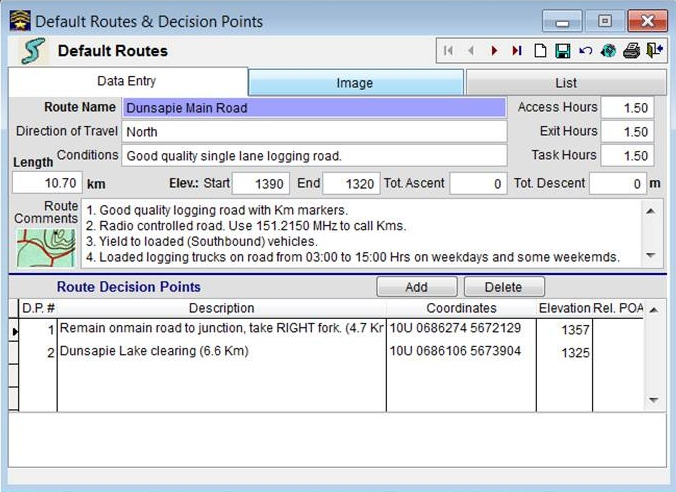 Default Routes & Decision Points
Default Routes
Data Entry Image List
Route Name Dunsapie Main Road Access Hours 1.50
Direction of Travel North Exit Hours 1.50
Conditions Good quality single lane logging road. Task Hours 1.50
Length 10.70 km Elev.: Start 1390 End 1320 Tot. Ascent 0 Tot. Descent 0 m
Route Comments
1. Good quality logging road with Km markers.
2. Radio controlled road. Use 151.2150 MHz to call Kms.
3. Yield to loaded (Southbound) vehicles.
4. Loaded logging trucks on road from 03:00 to 15:00 Hrs on weekdays and some weekemds.
Route Decision Points Add Delete
D.P. # Description Coordinates Elevation Rel. POA
1 Remain onmain road to junction, take RIGHT fork. (4.7 Kr 10U 0686274 5672129 1357
2 Dunsapie Lake clearing (6.6 Km) 10U 0686106 5673904 1325